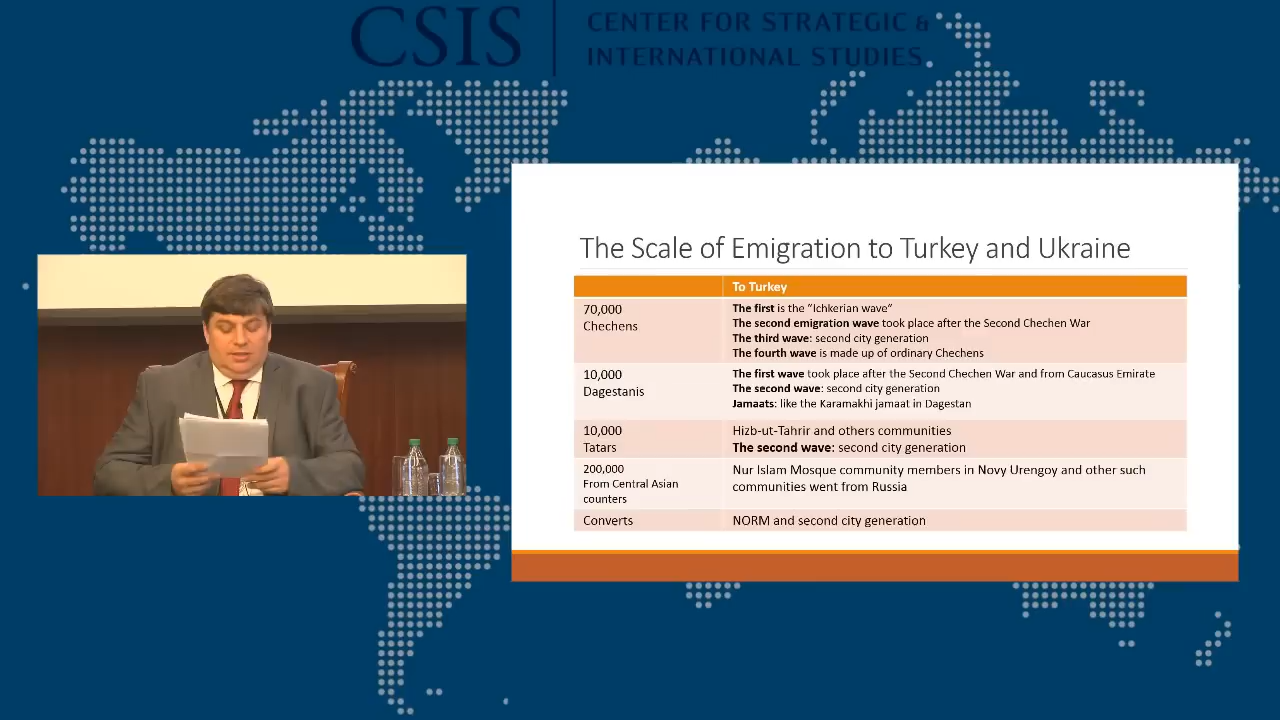 CSIS
CENTER FOR STRATEGIC &
INTERNATIONAL STUDIES
The Scale of Emigration to Turkey and Ukraine
To Turkey
70,000
Chechens
The first is the “Ichkerian wave”
The second emigration wave took place after the Second Chechen War
The third wave: second city generation
The fourth wave is made up of ordinary Chechens
10,000
Dagestanis
The first wave took place after the Second Chechen War and from Caucasus Emirate
The second wave: second city generation
Jamaats: like the Karamakhi jamaat in Dagestan
10,000
Tatars
Hizb-ut-Tahrir and others communities
The second wave: second city generation
200,000
From Central Asian
counters
Nur Islam Mosque community members in Novy Urengoy and other such
communities went from Russia
Converts
NORM and second city generation